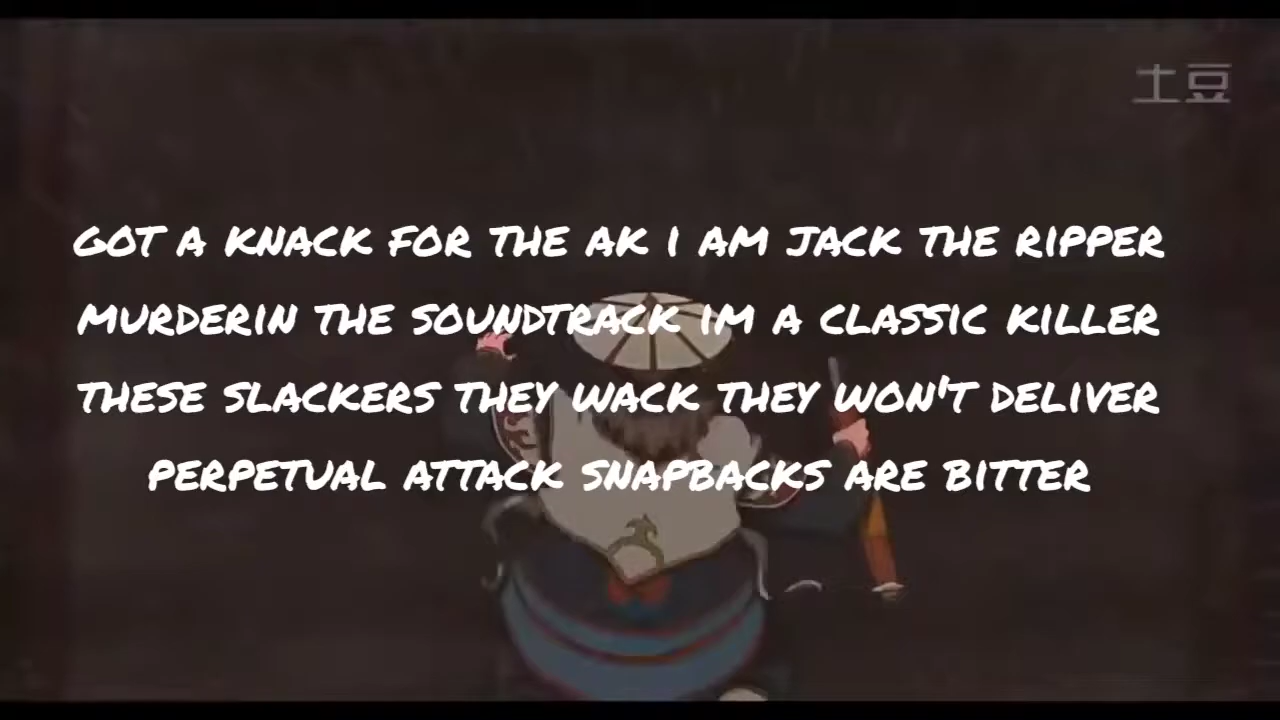 土豆
GOT A KNACK FOR THE AK I AM JACK THE RIPPER
MURDERIN THE SOUNDTRACK IM A CLASSIC KILLER
THESE SLACKERS THEY WACK THEY WON'T DELIVER
PERPETUAL ATTACK SNAPBACKS ARE BITTER